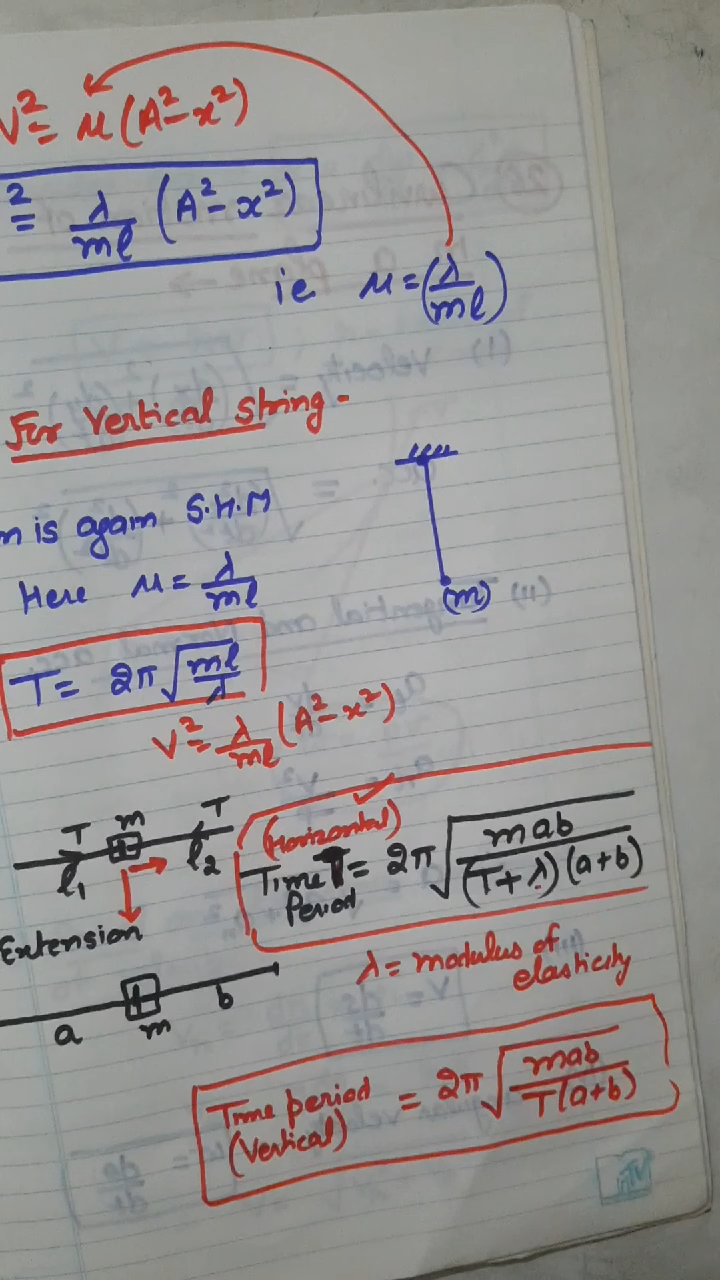 V² = μ(A²-x²)
² = λ/ml (A²-x²)
ie μ = (λ/ml)
For Vertical String -
n is again S.H.M
Here μ = λ/ml
(m)
T = 2π√(ml/λ)
V² = λ/ml (A²-x²)
T m T
l₁ l₂
Extension
a m b
(Horizontal)
Time Period T = 2π√(mab/(T+λ)(a+b))
λ = modulus of elasticity
Time period (Vertical) = 2π√(mab/T(a+b))
MTV